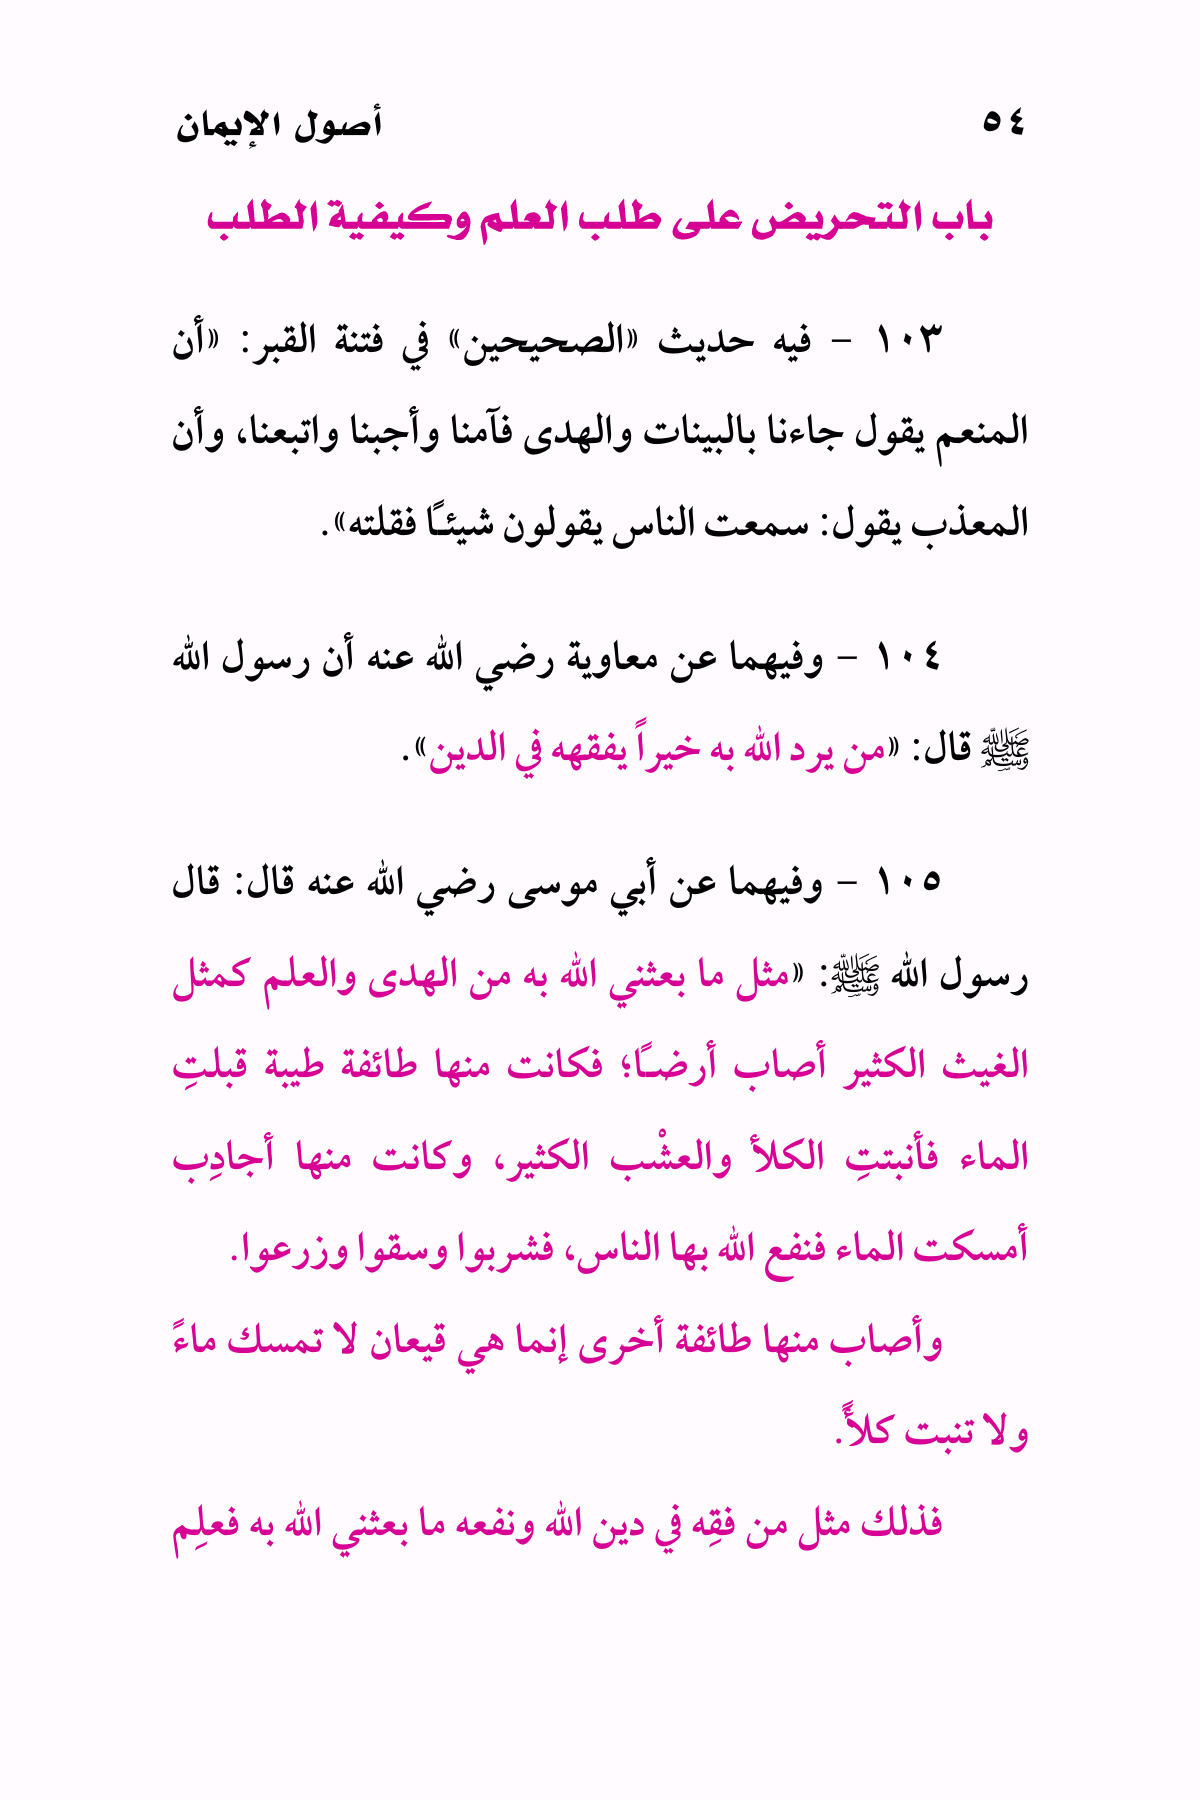 ٥٤ أصول الإيمان
باب التحريض على طلب العلم وكيفية الطلب
١٠٣ – فيه حديث «الصحيحين» في فتنة القبر: «أن
المنعم يقول جاءنا بالبينات والهدى فآمنا وأجبنا واتبعنا، وأن
المعذب يقول: سمعت الناس يقولون شيئًا فقلته».
١٠٤ – وفيهما عن معاوية رضي الله عنه أن رسول الله
ﷺ قال: «من يرد الله به خيراً يفقهه في الدين».
١٠٥ – وفيهما عن أبي موسى رضي الله عنه قال: قال
رسول الله ﷺ: «مثل ما بعثني الله به من الهدى والعلم كمثل
الغيث الكثير أصاب أرضًا؛ فكانت منها طائفة طيبة قبلتِ
الماء فأنبتتِ الكلأ والعشْب الكثير، وكانت منها أجادِب
أمسكت الماء فنفع الله بها الناس، فشربوا وسقوا وزرعوا.
وأصاب منها طائفة أخرى إنما هي قيعان لا تمسك ماءً
ولا تنبت كلأً.
فذلك مثل من فقِه في دين الله ونفعه ما بعثني الله به فعلِم